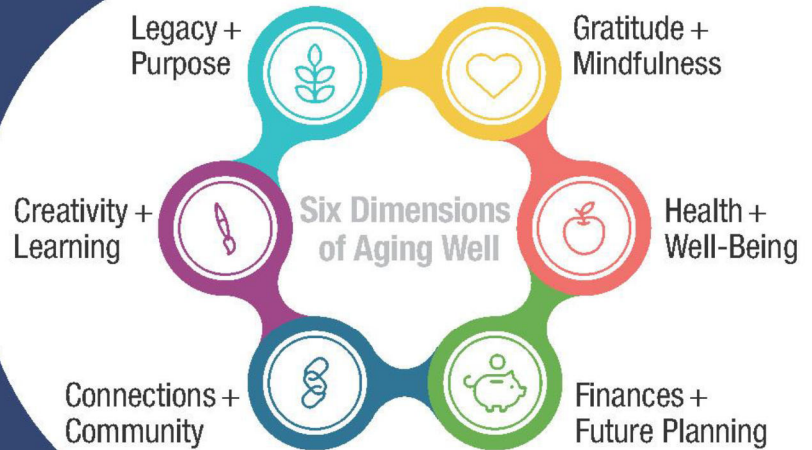 Legacy +
Purpose
Gratitude +
Mindfulness
Creativity +
Learning
Six Dimensions
of Aging Well
Health +
Well-Being
Connections +
Community
Finances +
Future Planning